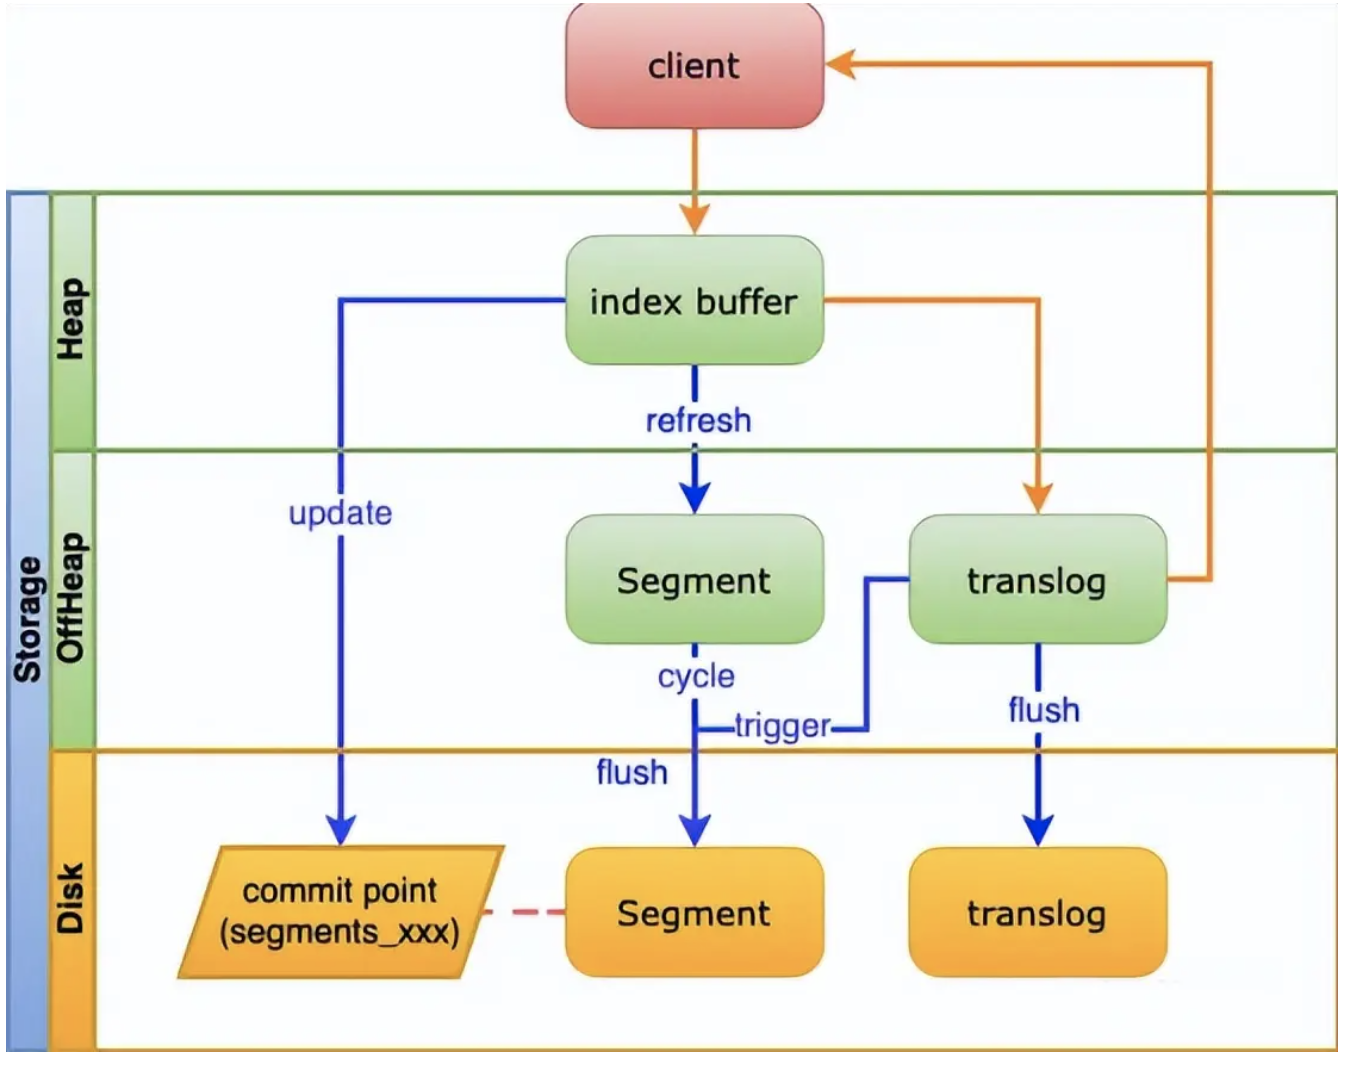 client
Storage
Heap
index buffer
refresh
OffHeap
update
Segment
translog
cycle
trigger
flush
flush
Disk
commit point
(segments_xxx)
Segment
translog